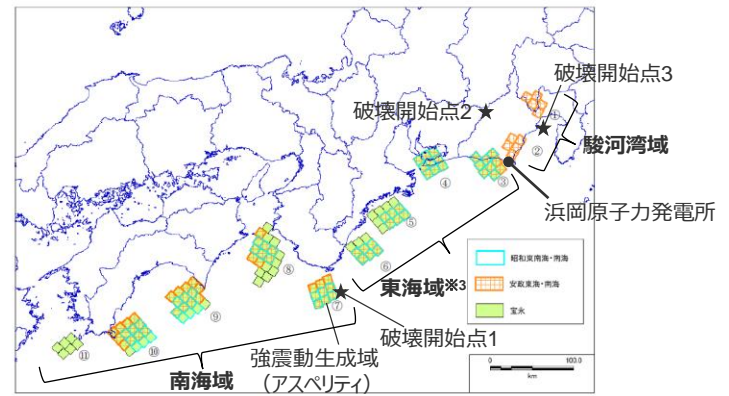 破壊開始点3
破壊開始点2
①
②
駿河湾域
④
③
浜岡原子力発電所
⑤
⑥
昭和東南海・南海
安政東海・南海
宝永
東海域※3
⑧
⑦
⑨
破壊開始点1
⑪
⑩
強震動生成域
（アスペリティ）
南海域
0 100.0
km